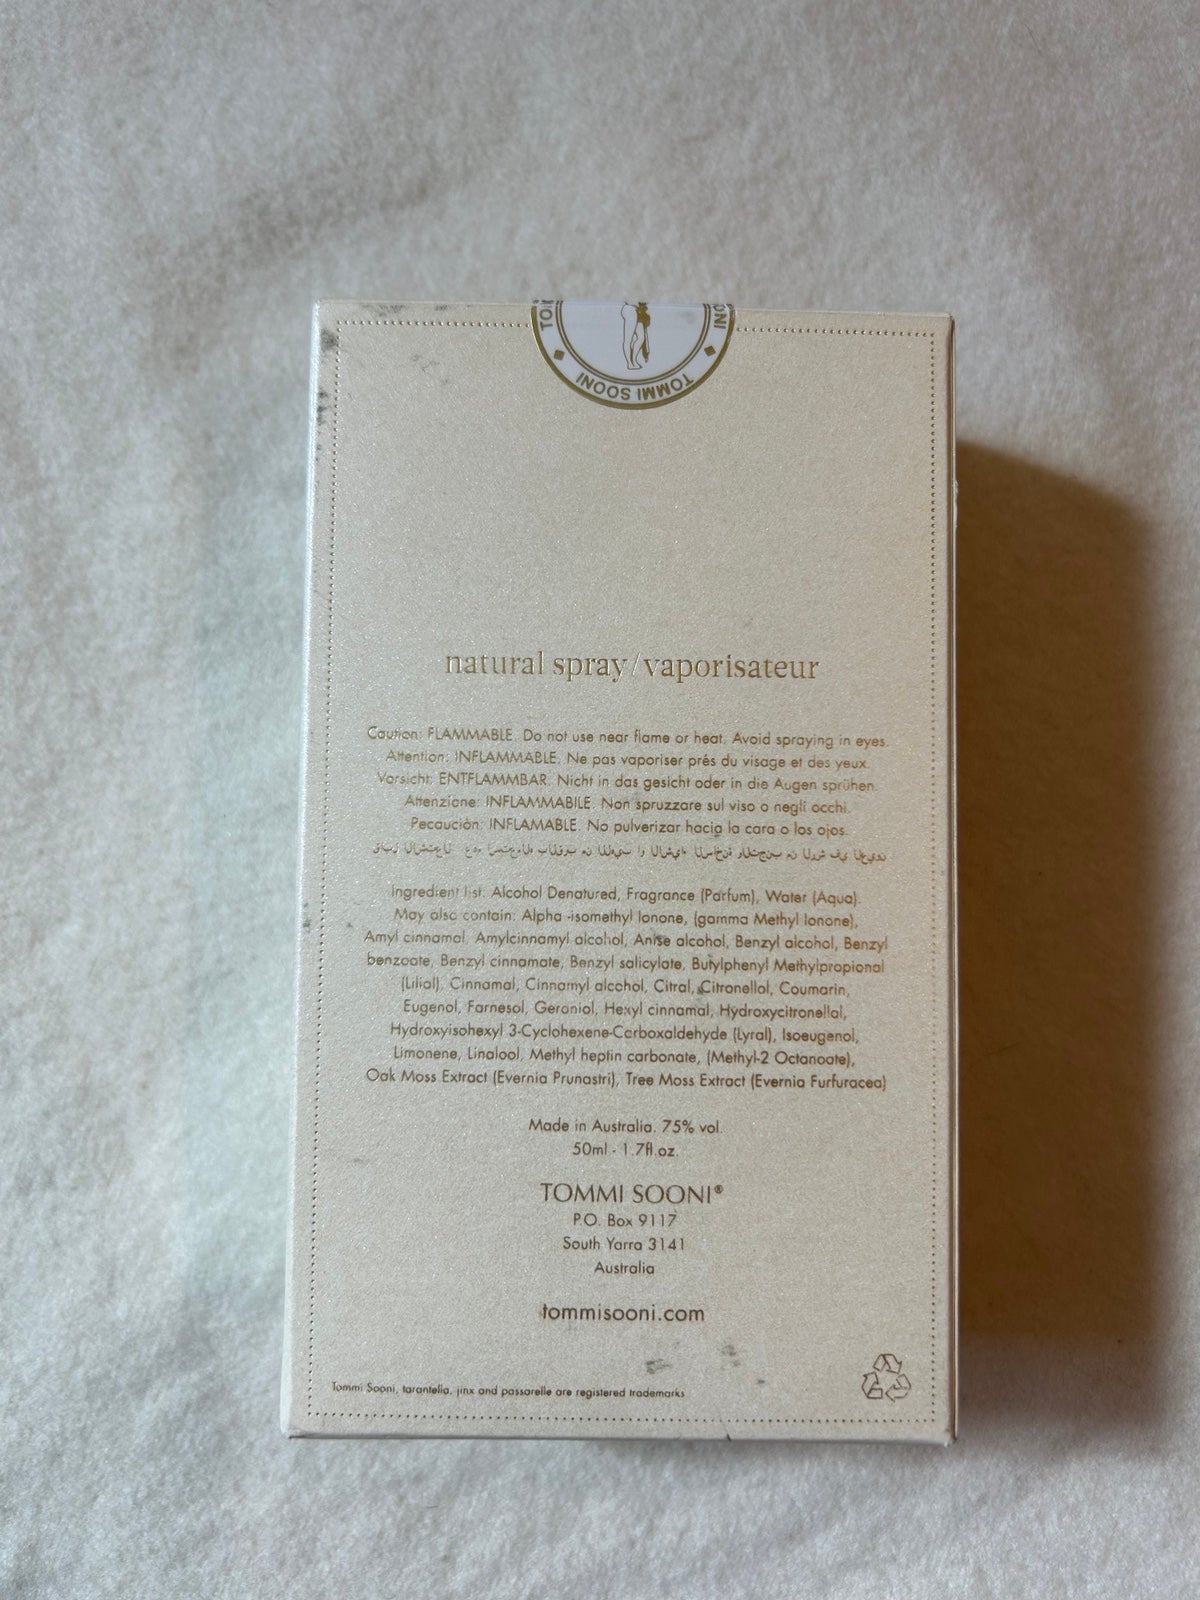 TOMMI SOONI
natural spray/vaporisateur
Caution: FLAMMABLE. Do not use near flame or heat. Avoid spraying in eyes.
Attention: INFLAMMABLE. Ne pas vaporiser prés du visage et des yeux.
Vorsicht: ENTFLAMMBAR. Nicht in das gesicht oder in die Augen sprühen.
Attenzione: INFLAMMABILE. Non spruzzare sul viso o negli occhi.
Pecaución: INFLAMABLE. No pulverizar hacia la cara o los ojos.
Ingredient list: Alcohol Denatured, Fragrance (Parfum), Water (Aqua).
May also contain: Alpha -isomethyl Ionone, (gamma Methyl Ionone),
Amyl cinnamal, Amylcinnamyl alcohol, Anise alcohol, Benzyl alcohol, Benzyl
benzoate, Benzyl cinnamate, Benzyl salicylate, Butylphenyl Methylpropional
(Lilial), Cinnamal, Cinnamyl alcohol, Citral, Citronellol, Coumarin,
Eugenol, Farnesol, Geraniol, Hexyl cinnamal, Hydroxycitronellal,
Hydroxyisohexyl 3-Cyclohexene-Carboxaldehyde (Lyral), Isoeugenol,
Limonene, Linalool, Methyl heptin carbonate, (Methyl-2 Octanoate),
Oak Moss Extract (Evernia Prunastri), Tree Moss Extract (Evernia Furfuracea)
Made in Australia. 75% vol.
50ml - 1.7fl.oz.
TOMMI SOONI®
P.O. Box 9117
South Yarra 3141
Australia
tommisooni.com
Tommi Sooni, tarantella, jinx and passarelle are registered trademarks